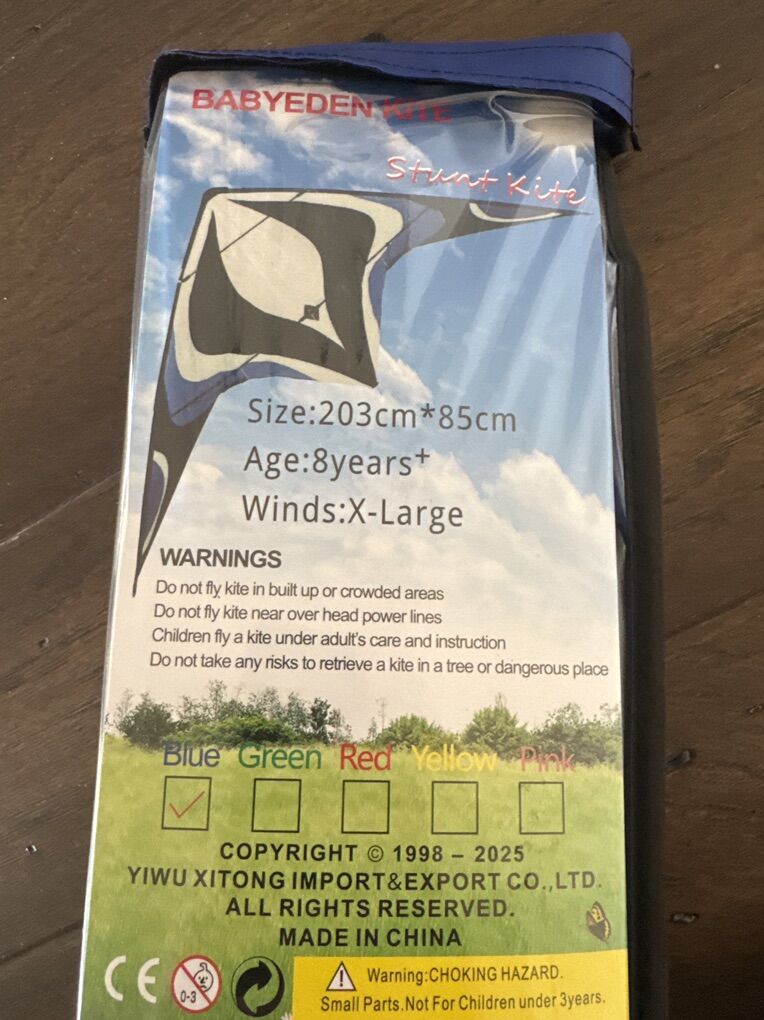 BABYEDEN KITE
Stunt Kite
Size:203cm*85cm
Age:8years+
Winds:X-Large
WARNINGS
Do not fly kite in built up or crowded areas
Do not fly kite near over head power lines
Children fly a kite under adult's care and instruction
Do not take any risks to retrieve a kite in a tree or dangerous place
Blue Green Red Yellow Pink
COPYRIGHT © 1998 – 2025
YIWU XITONG IMPORT&EXPORT CO.,LTD.
ALL RIGHTS RESERVED.
MADE IN CHINA
CE 0-3
Warning:CHOKING HAZARD.
Small Parts.Not For Children under 3years.